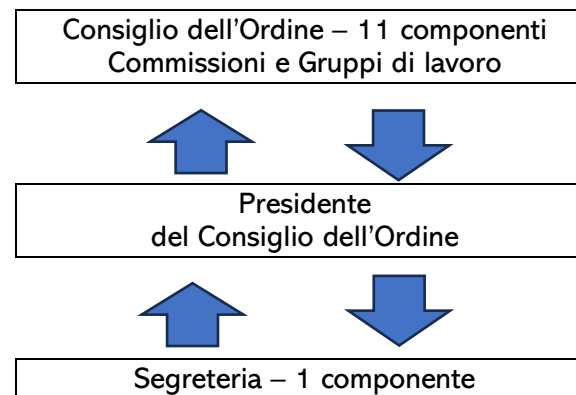 Consiglio dell'Ordine – 11 componenti
Commissioni e Gruppi di lavoro
Presidente
del Consiglio dell'Ordine
Segreteria – 1 componente